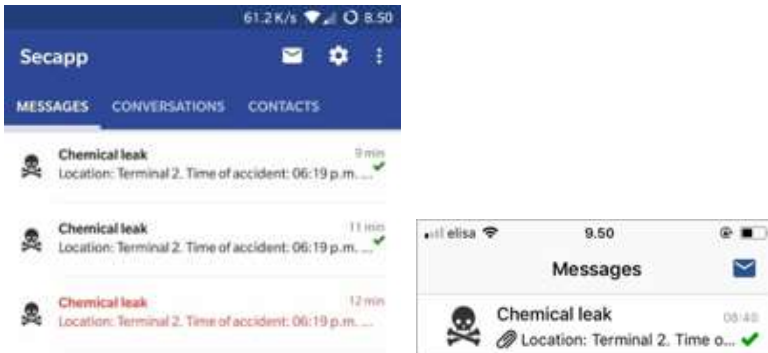 61.2K/s 8.50
Secapp
MESSAGES CONVERSATIONS CONTACTS
Chemical leak 9 min
Location: Terminal 2. Time of accident: 06:19 p.m. ...
Chemical leak 11 min
Location: Terminal 2. Time of accident: 06:19 p.m. ...
Chemical leak 12 min
Location: Terminal 2. Time of accident: 06:19 p.m. ...
elisa 9.50
Messages
Chemical leak 08:40
Location: Terminal 2. Time o...